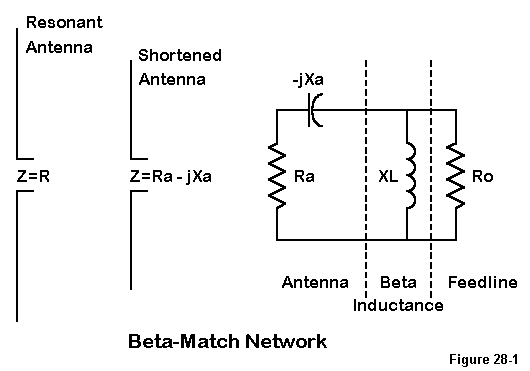 Resonant
Antenna
Shortened
Antenna
-jXa
Z=R
Z=Ra - jXa
Ra
XL
Ro
Antenna
Beta
Feedline
Inductance
Beta-Match Network
Figure 28-1